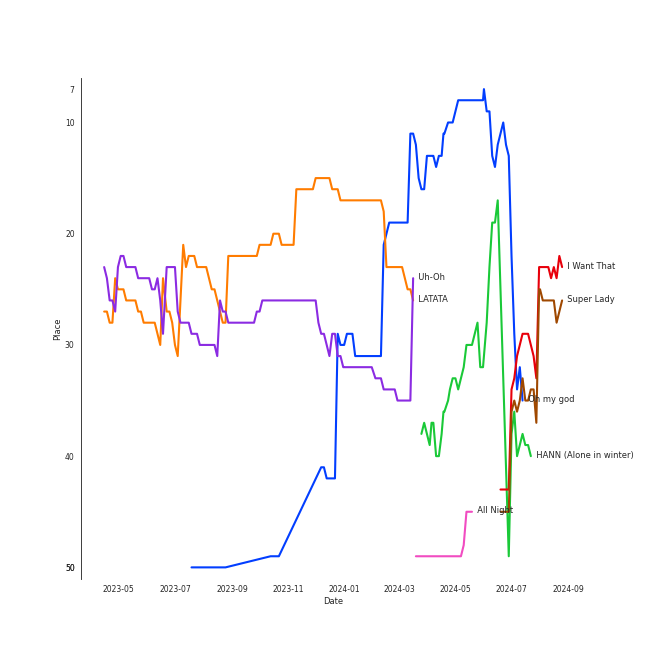 7
10
20
30
40
50
50
Place
2023-05
2023-07
2023-09
2023-11
2024-01
2024-03
2024-05
2024-07
2024-09
Date
Uh-Oh
LATATA
I Want That
Super Lady
Oh my god
HANN (Alone in winter)
All Night